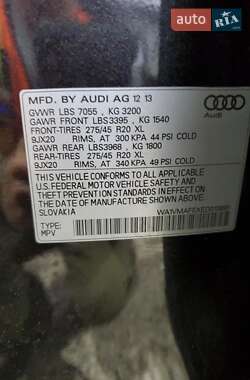 AUTO.RIA
MFD. BY AUDI AG 12 13
GVWR LBS 7055 , KG 3200
GAWR FRONT LBS3395 , KG 1540
FRONT-TIRES 275/45 R20 XL
9JX20 RIMS, AT 300 KPA 44 PSI COLD
GAWR REAR LBS3968 , KG 1800
REAR-TIRES 275/45 R20 XL
9JX20 RIMS, AT 340 KPA 49 PSI COLD
Audi
THIS VEHICLE CONFORMS TO ALL APPLICABLE
U.S. FEDERAL MOTOR VEHICLE SAFETY AND
THEFT PREVENTION STANDARDS IN EFFECT ON
THE DATE OF MANUFACTURE SHOWN ABOVE
SLOVAKIA
TYPE:
MPV